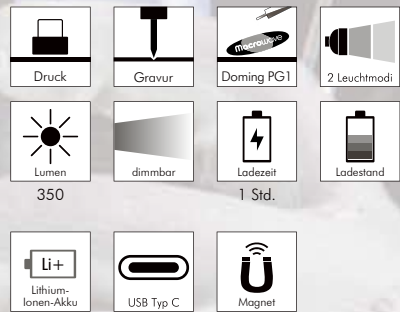 Druck
Gravur
Macrowave
Doming PG1
2 Leuchtmodi
Lumen
350
dimmbar
Ladezeit
1 Std.
Ladestand
Li+
Lithium-
Ionen-Akku
USB Typ C
Magnet